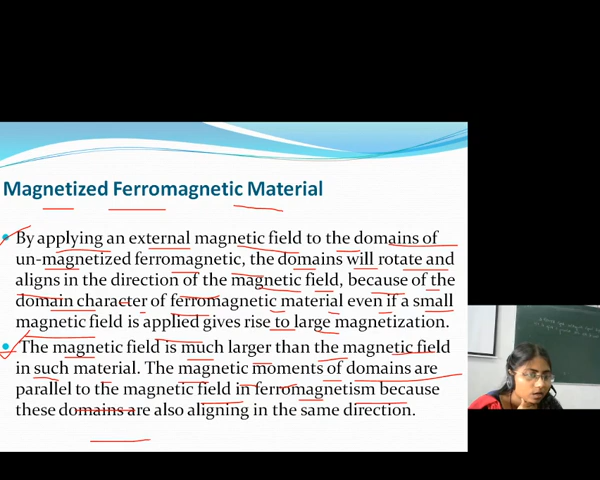 Magnetized Ferromagnetic Material
• By applying an external magnetic field to the domains of
un-magnetized ferromagnetic, the domains will rotate and
aligns in the direction of the magnetic field, because of the
domain character of ferromagnetic material even if a small
magnetic field is applied gives rise to large magnetization.
• The magnetic field is much larger than the magnetic field
in such material. The magnetic moments of domains are
parallel to the magnetic field in ferromagnetism because
these domains are also aligning in the same direction.